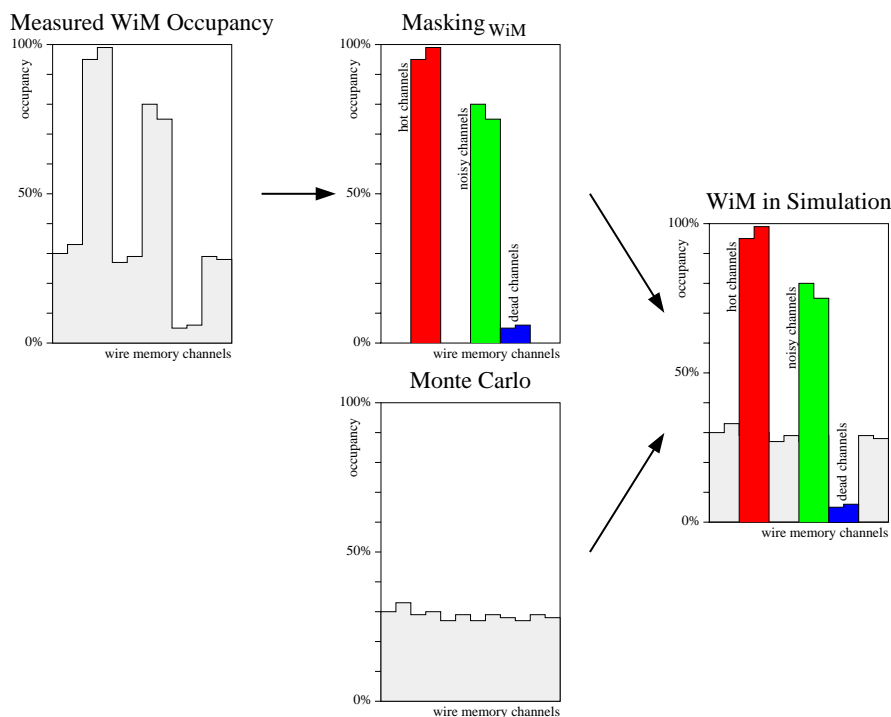 Measured WiM Occupancy
100%
occupancy
50%
0%
wire memory channels
Masking WiM
100%
occupancy
hot channels
noisy channels
dead channels
50%
0%
wire memory channels
WiM in Simulation
100%
occupancy
hot channels
noisy channels
dead channels
50%
0%
wire memory channels
Monte Carlo
100%
occupancy
50%
0%
wire memory channels